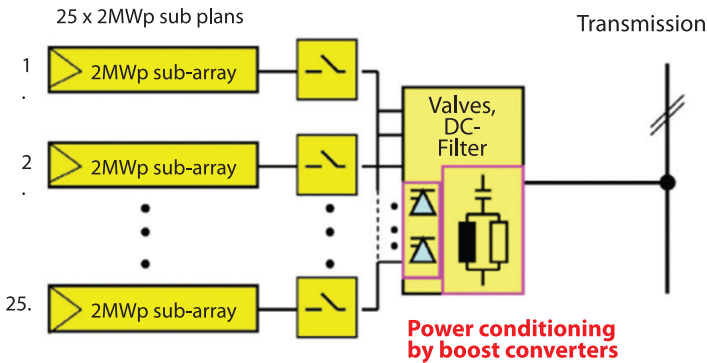 25 x 2MWp sub plans
Transmission
1
.
2MWp sub-array
Valves,
DC-
Filter
2
.
2MWp sub-array
25.
2MWp sub-array
Power conditioning
by boost converters